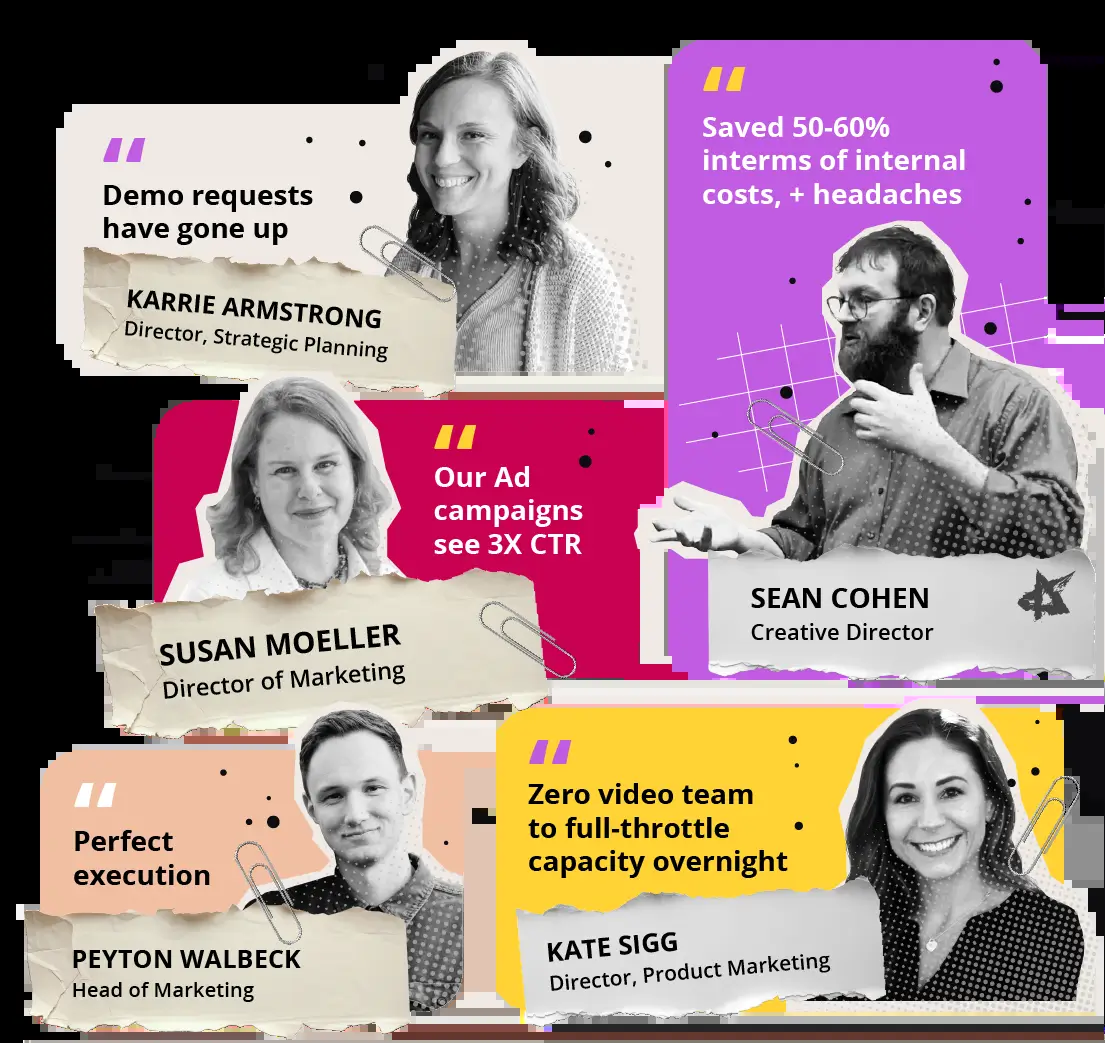 “
Demo requests
have gone up
KARRIE ARMSTRONG
Director, Strategic Planning
“
Saved 50-60%
interms of internal
costs, + headaches
SEAN COHEN
Creative Director
“
Our Ad
campaigns
see 3X CTR
SUSAN MOELLER
Director of Marketing
“
Perfect
execution
PEYTON WALBECK
Head of Marketing
“
Zero video team
to full-throttle
capacity overnight
KATE SIGG
Director, Product Marketing